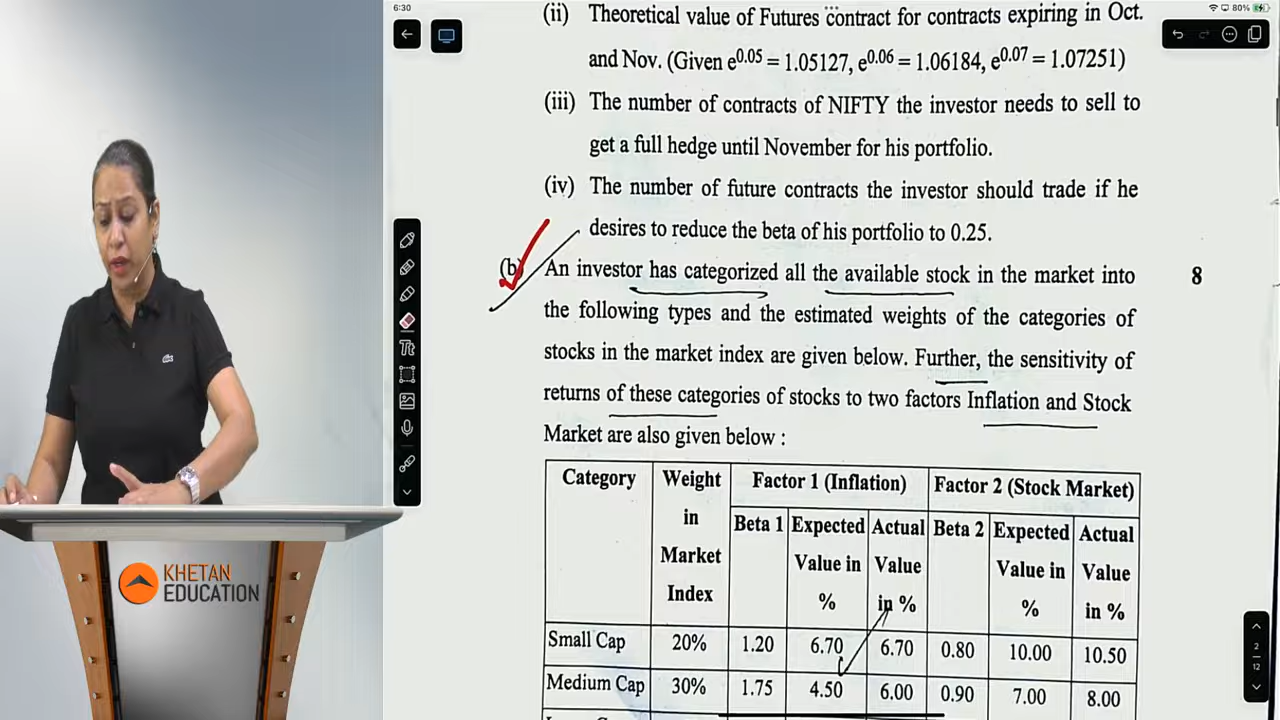 6:30
80%
(ii) Theoretical value of Futures contract for contracts expiring in Oct.
and Nov. (Given e^0.05 = 1.05127, e^0.06 = 1.06184, e^0.07 = 1.07251)
(iii) The number of contracts of NIFTY the investor needs to sell to
get a full hedge until November for his portfolio.
(iv) The number of future contracts the investor should trade if he
desires to reduce the beta of his portfolio to 0.25.
(b) An investor has categorized all the available stock in the market into 8
the following types and the estimated weights of the categories of
stocks in the market index are given below. Further, the sensitivity of
returns of these categories of stocks to two factors Inflation and Stock
Market are also given below :
Category Weight in Market Index Factor 1 (Inflation) Factor 2 (Stock Market)
Beta 1 Expected Value in % Actual Value in % Beta 2 Expected Value in % Actual Value in %
Small Cap 20% 1.20 6.70 6.70 0.80 10.00 10.50
Medium Cap 30% 1.75 4.50 6.00 0.90 7.00 8.00
Tt
2
12
KHETAN
EDUCATION